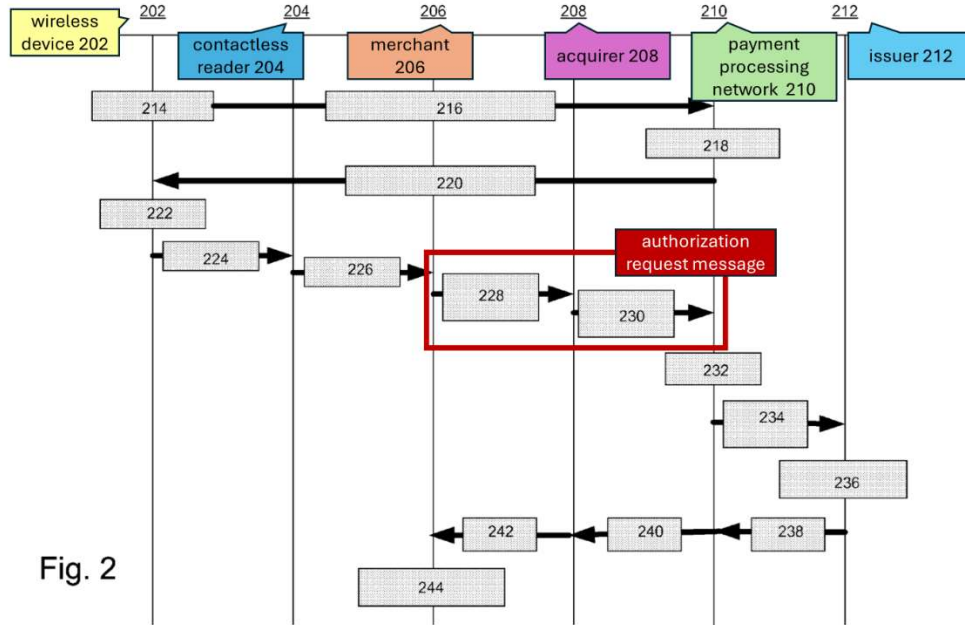 202 204 206 208 210 212
wireless
device 202
contactless
reader 204
merchant
206
acquirer 208
payment
processing
network 210
issuer 212
214
216
218
220
222
authorization
request message
224
226
228
230
232
234
236
242
240
238
Fig. 2
244